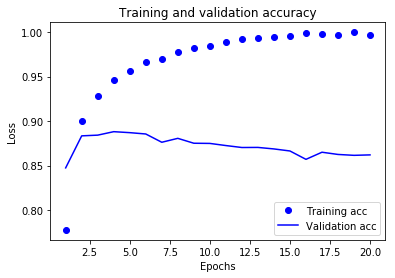 Training and validation accuracy
Loss
1.00
0.95
0.90
0.85
0.80
Training acc
Validation acc
2.5 5.0 7.5 10.0 12.5 15.0 17.5 20.0
Epochs